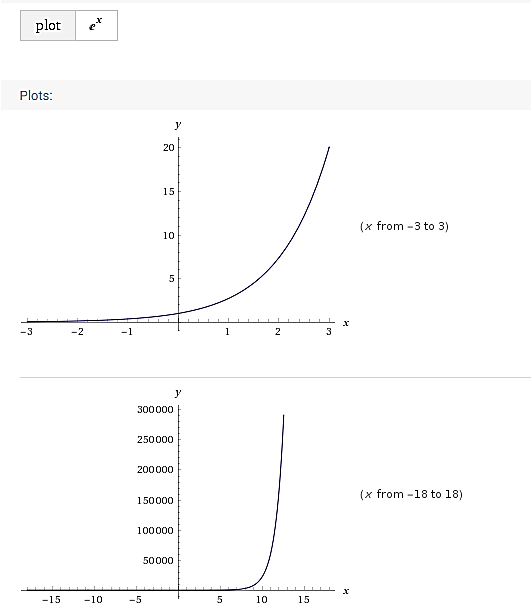 plot e^x
Plots:
y
20
15
10
5
(x from −3 to 3)
−3 −2 −1 1 2 3 x
y
300000
250000
200000
150000
100000
50000
(x from −18 to 18)
−15 −10 −5 5 10 15 x